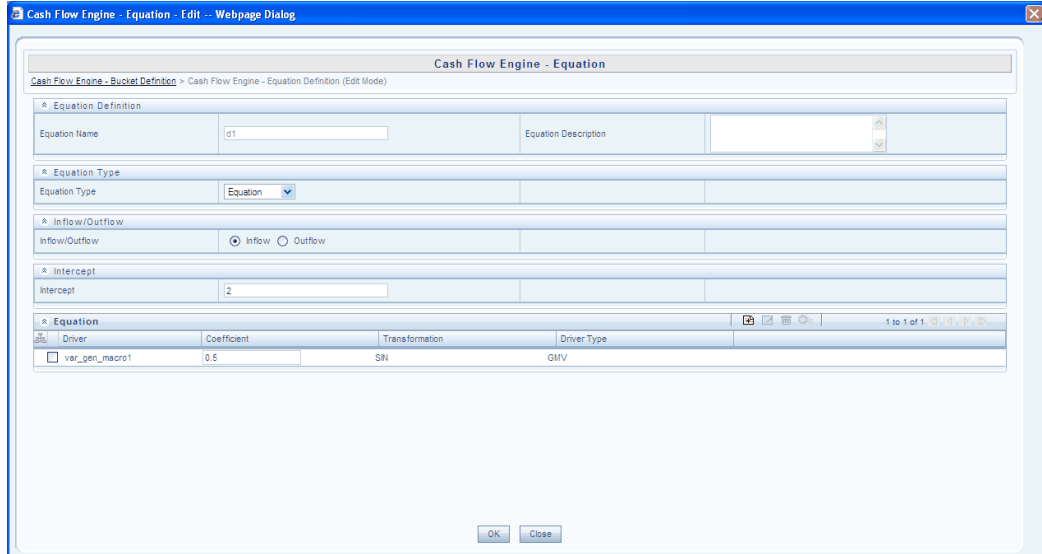 Cash Flow Engine - Equation - Edit -- Webpage Dialog
Cash Flow Engine - Equation
Cash Flow Engine - Bucket Definition > Cash Flow Engine - Equation Definition (Edit Mode)
Equation Definition
Equation Name d1 Equation Description
Equation Type
Equation Type Equation
Inflow/Outflow
Inflow/Outflow Inflow Outflow
Intercept
Intercept 2
Equation 1 to 1 of 1
Driver Coefficient Transformation Driver Type
var_gen_macro1 0.5 SIN GMV
OK Close